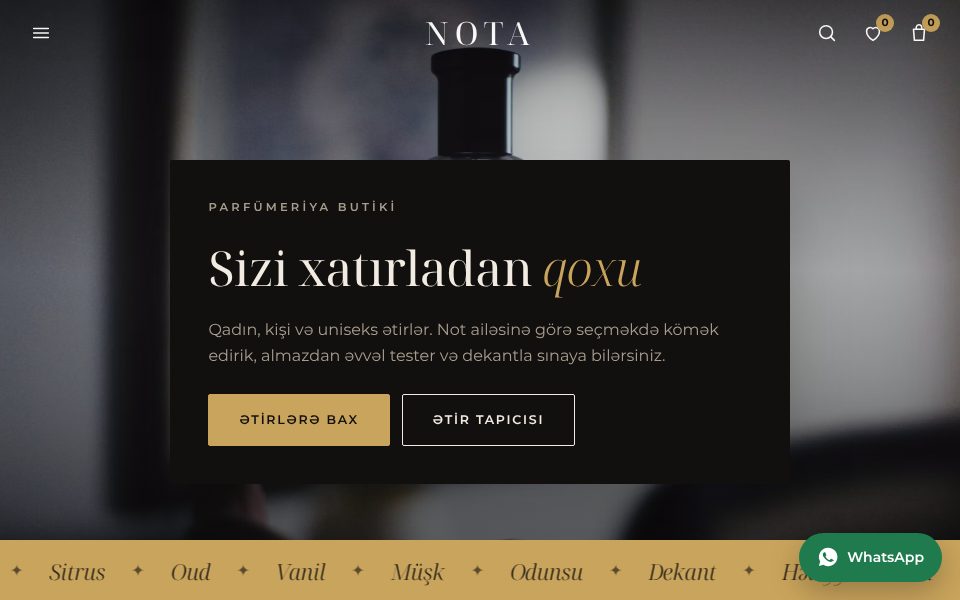 NOTA
0
0
PARFÜMERİYA BUTİKİ
Sizi xatırladan qoxu
Qadın, kişi və uniseks ətirlər. Not ailəsinə görə seçməkdə kömək
edirik, almazdan əvvəl tester və dekantla sınaya bilərsiniz.
ƏTİRLƏRƏ BAX
ƏTİR TAPICISI
WhatsApp
✦ Sitrus ✦ Oud ✦ Vanil ✦ Müşk ✦ Odunsu ✦ Dekant ✦